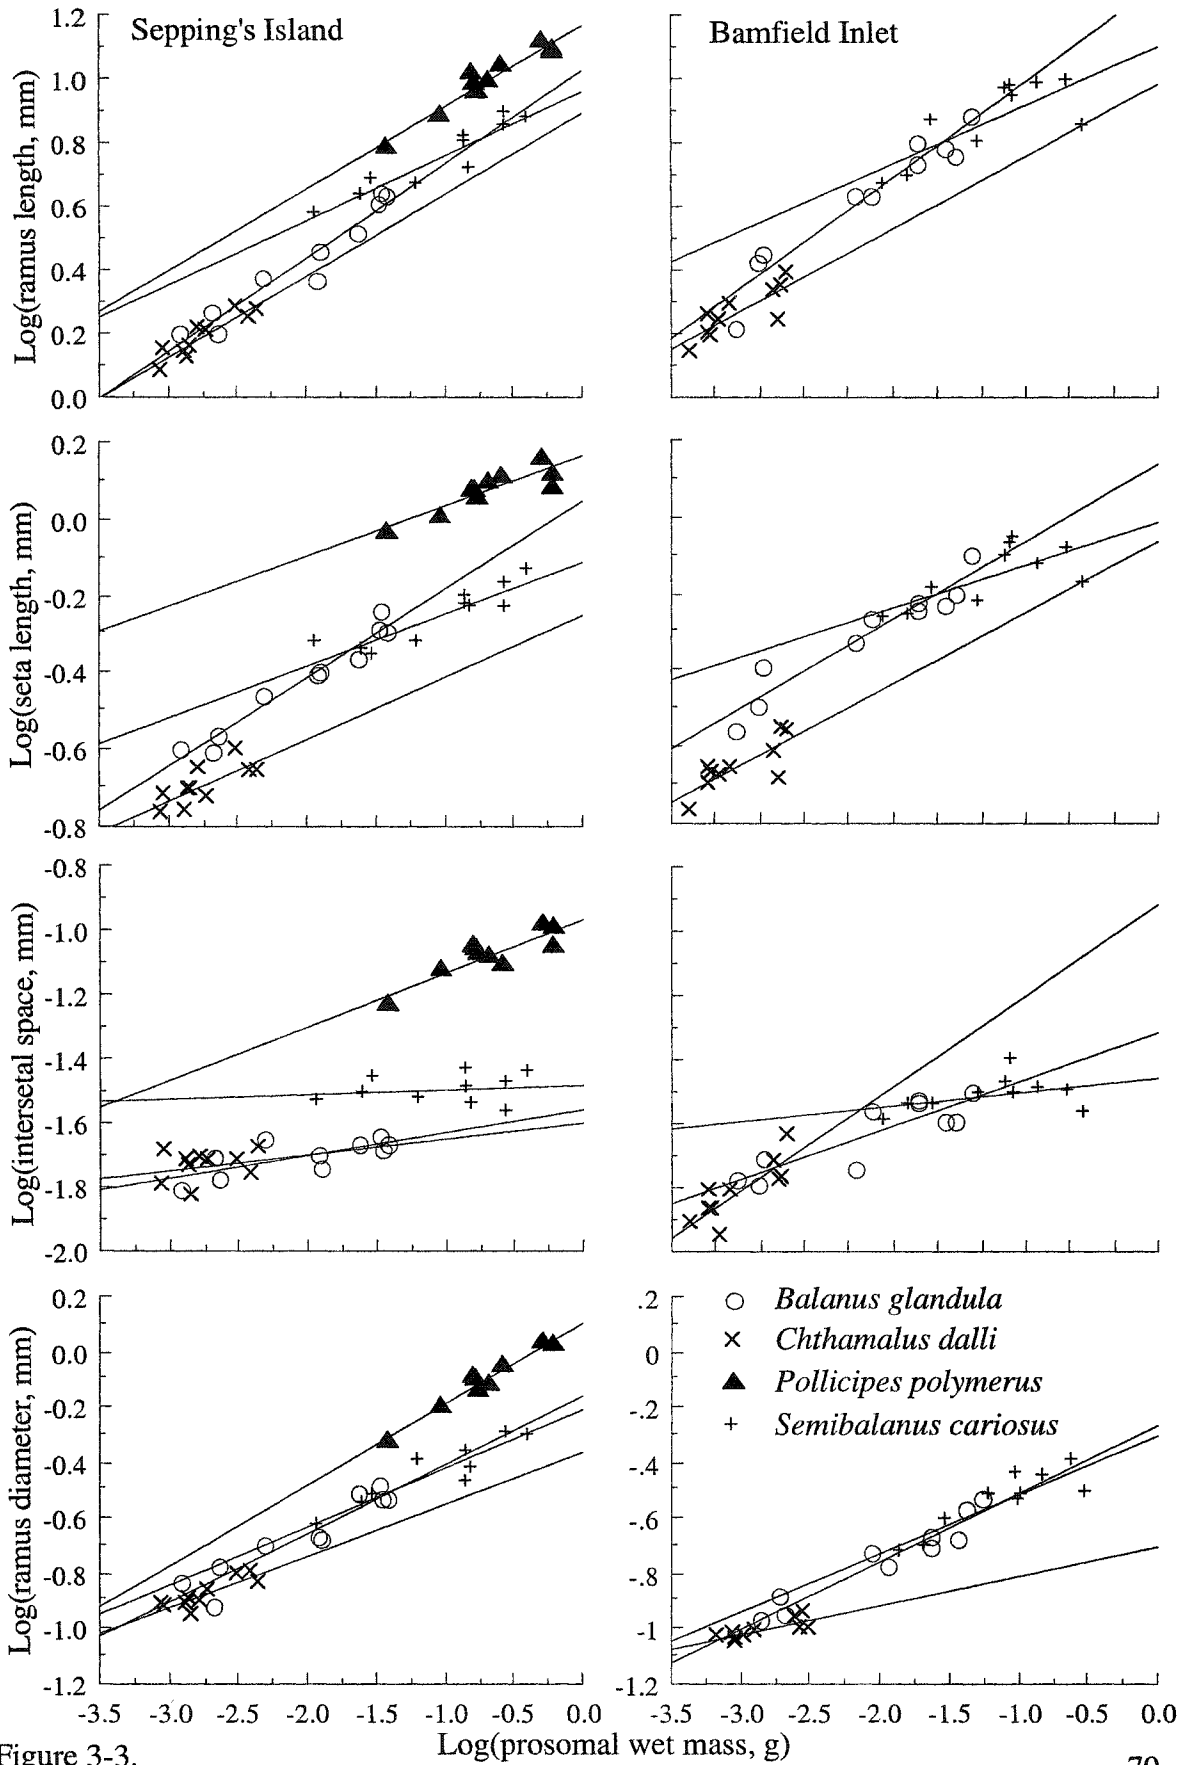 Sepping's Island
Bamfield Inlet
Log(ramus length, mm)
1.2
1.0
0.8
0.6
0.4
0.2
0.0
Log(seta length, mm)
0.2
0.0
-0.2
-0.4
-0.6
-0.8
Log(intersetal space, mm)
-0.8
-1.0
-1.2
-1.4
-1.6
-1.8
-2.0
Log(ramus diameter, mm)
0.2
0.0
-0.2
-0.4
-0.6
-0.8
-1.0
-1.2
.2
0
-.2
-.4
-.6
-.8
-1
-1.2
Balanus glandula
Chthamalus dalli
Pollicipes polymerus
Semibalanus cariosus
-3.5 -3.0 -2.5 -2.0 -1.5 -1.0 -0.5 0.0
-3.5 -3.0 -2.5 -2.0 -1.5 -1.0 -0.5 0.0
Log(prosomal wet mass, g)
Figure 3-3.